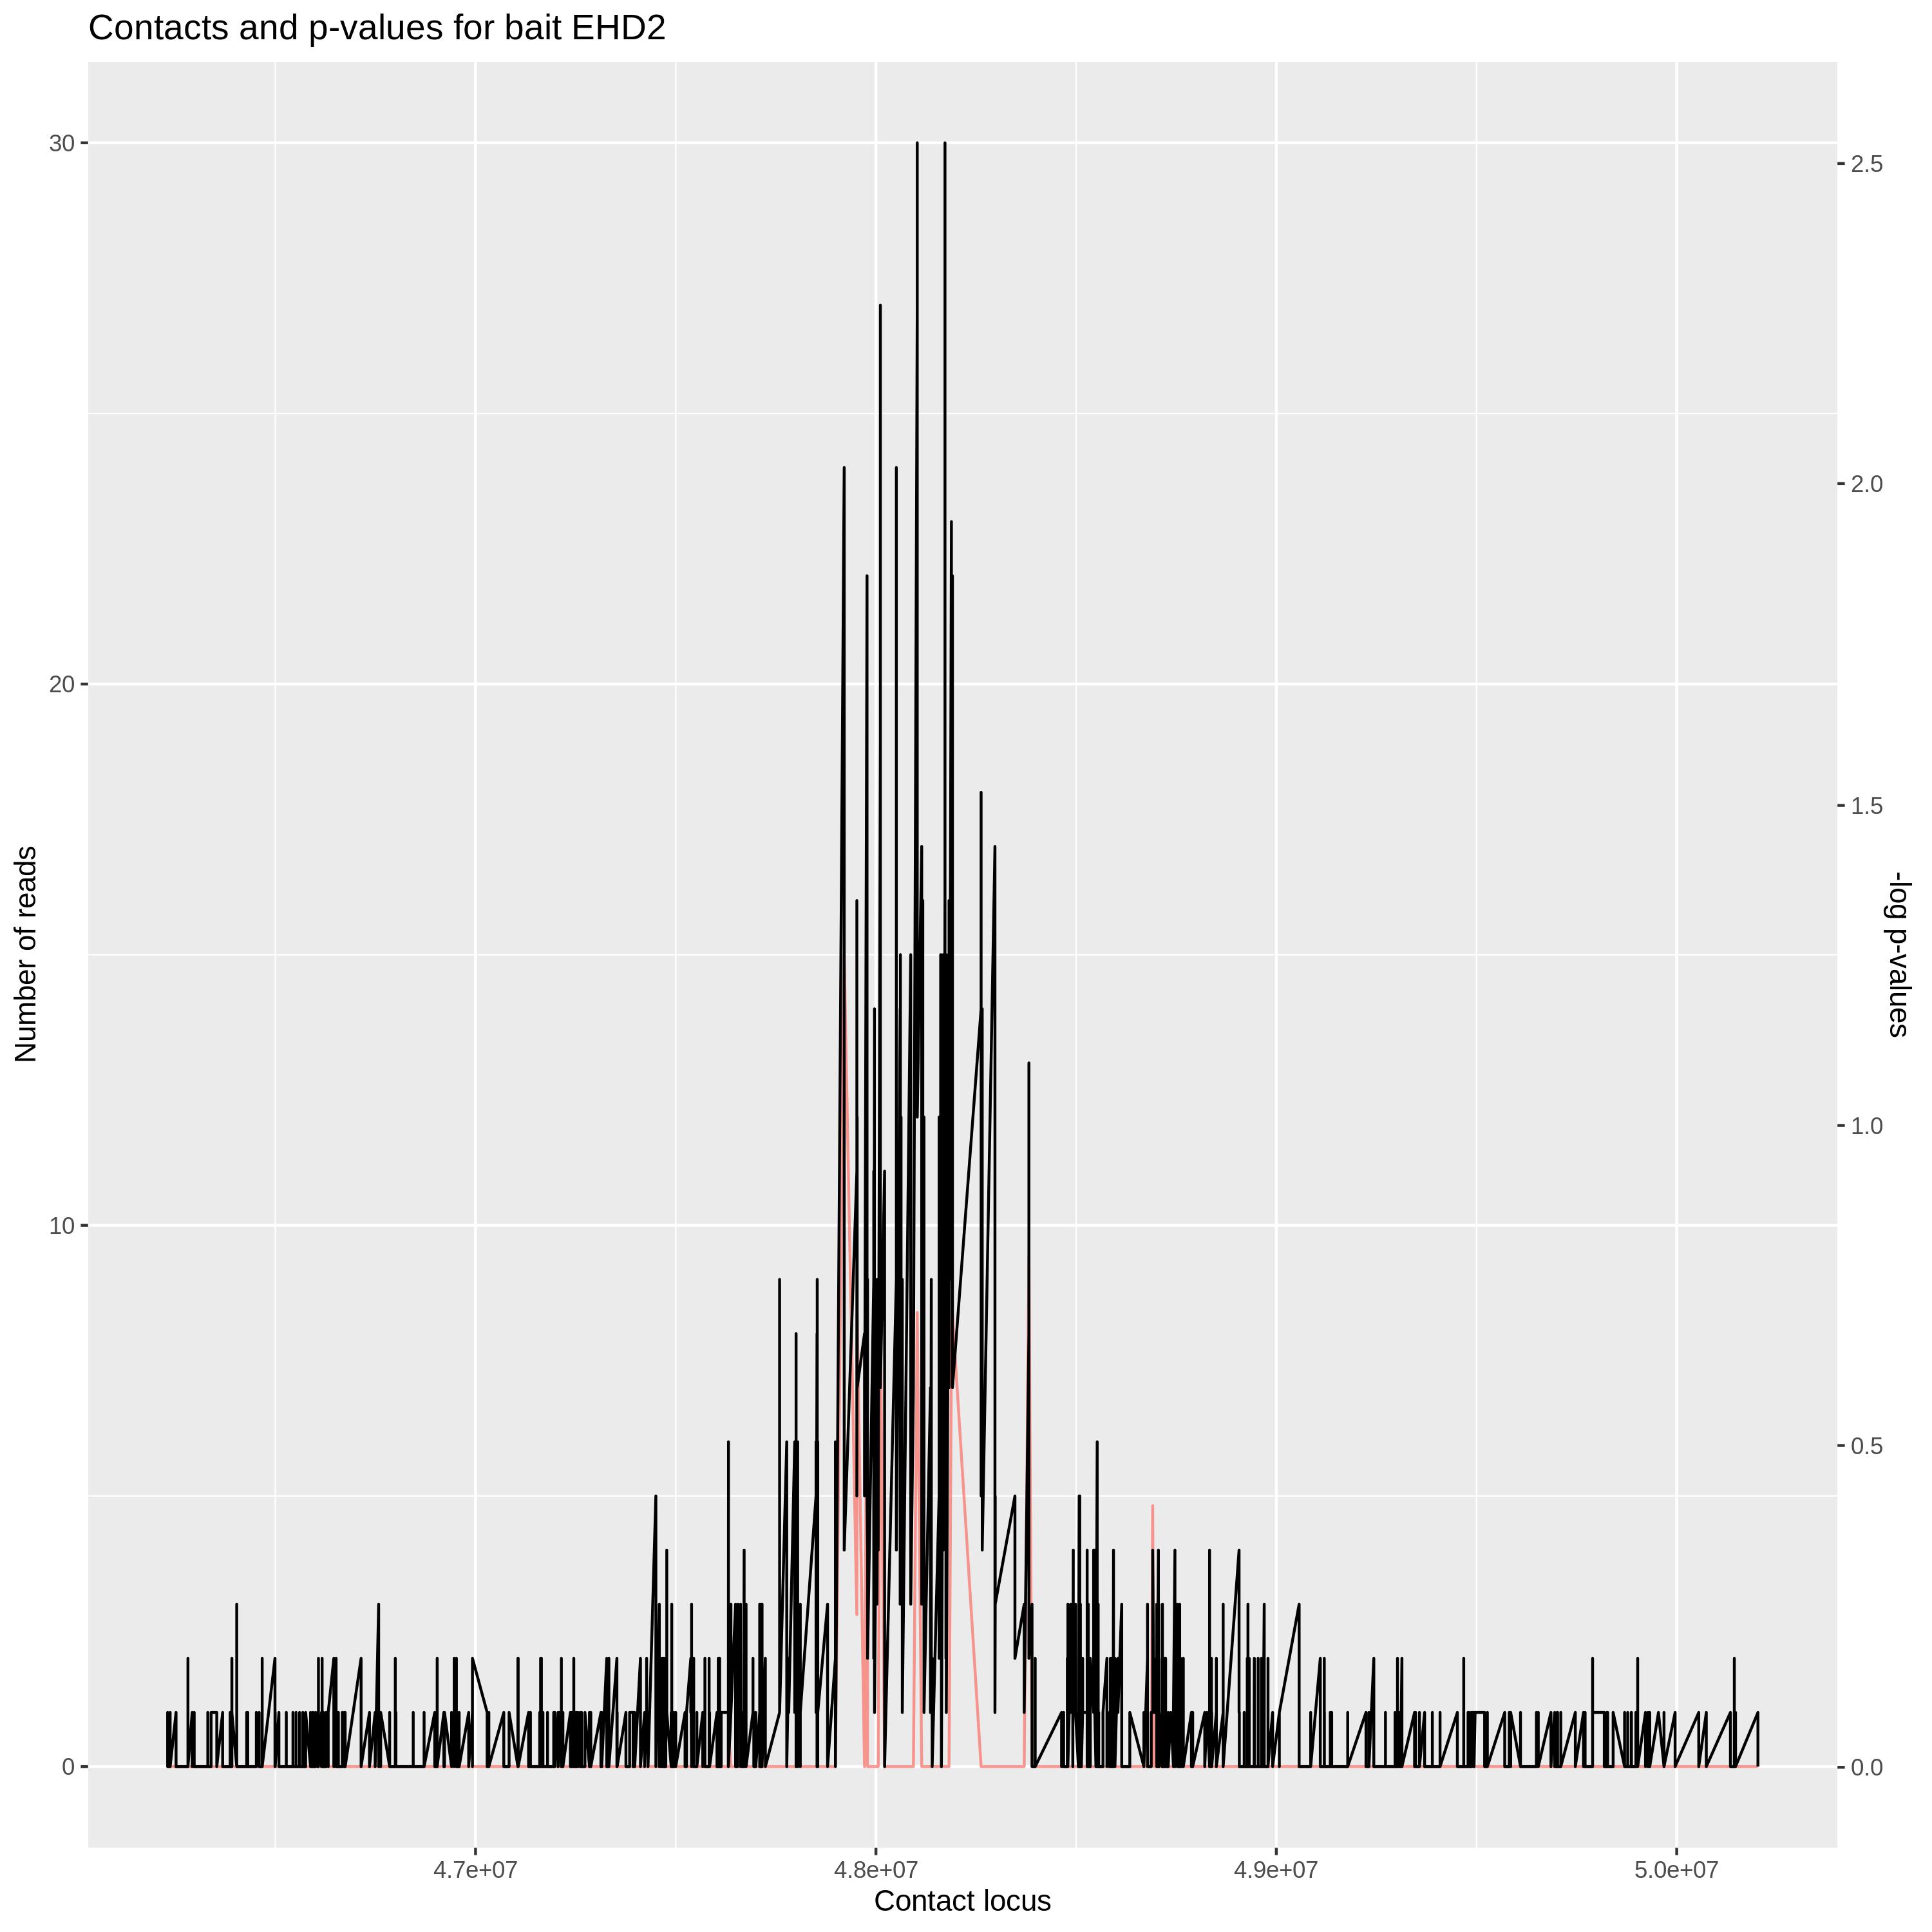 Contacts and p-values for bait EHD2
30
20
10
0
Number of reads
2.5
2.0
1.5
1.0
0.5
0.0
-log p-values
4.7e+07
4.8e+07
4.9e+07
5.0e+07
Contact locus